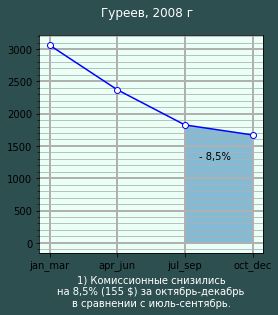 Гуреев, 2008 г
3000
2500
2000
1500
1000
500
0
- 8,5%
jan_mar
apr_jun
jul_sep
oct_dec
1) Комиссионные снизились
на 8,5% (155 $) за октябрь-декабрь
в сравнении с июль-сентябрь.